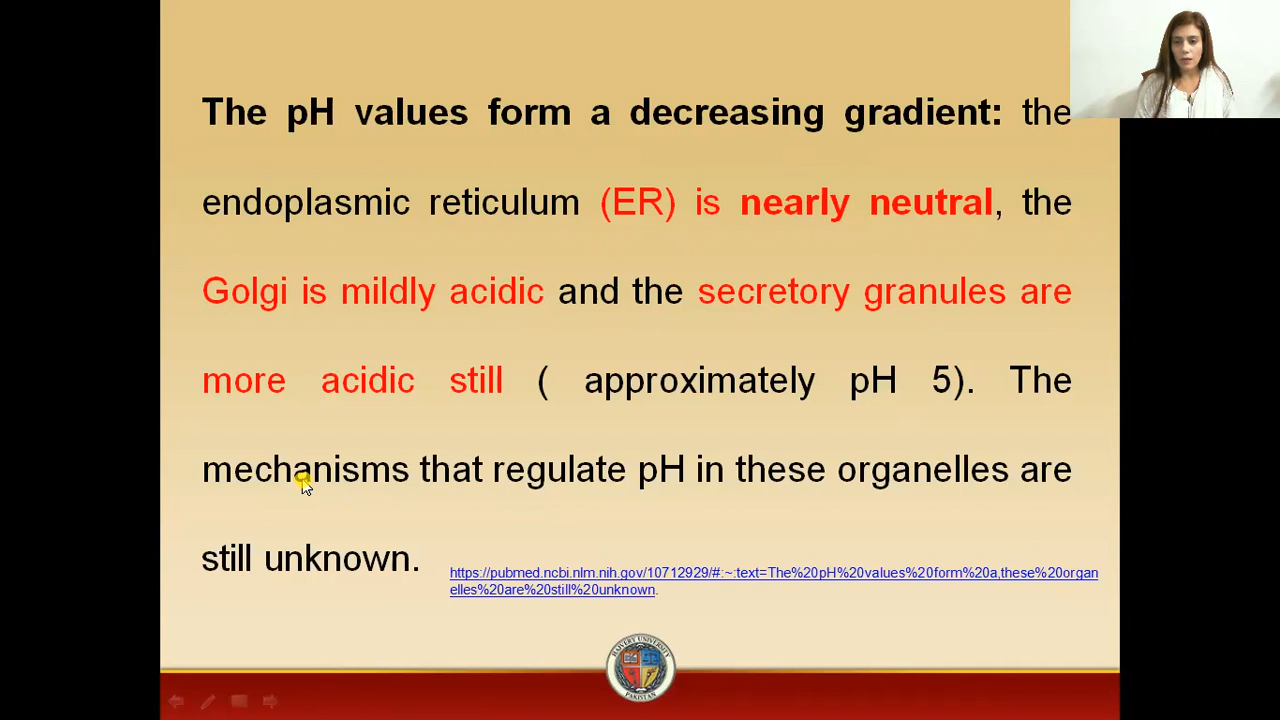 The pH values form a decreasing gradient: the
endoplasmic reticulum (ER) is nearly neutral, the
Golgi is mildly acidic and the secretory granules are
more acidic still ( approximately pH 5). The
mechanisms that regulate pH in these organelles are
still unknown.
https://pubmed.ncbi.nlm.nih.gov/10712929/#:~:text=The%20pH%20values%20form%20a,these%20organ
elles%20are%20still%20unknown.
PAKISTAN